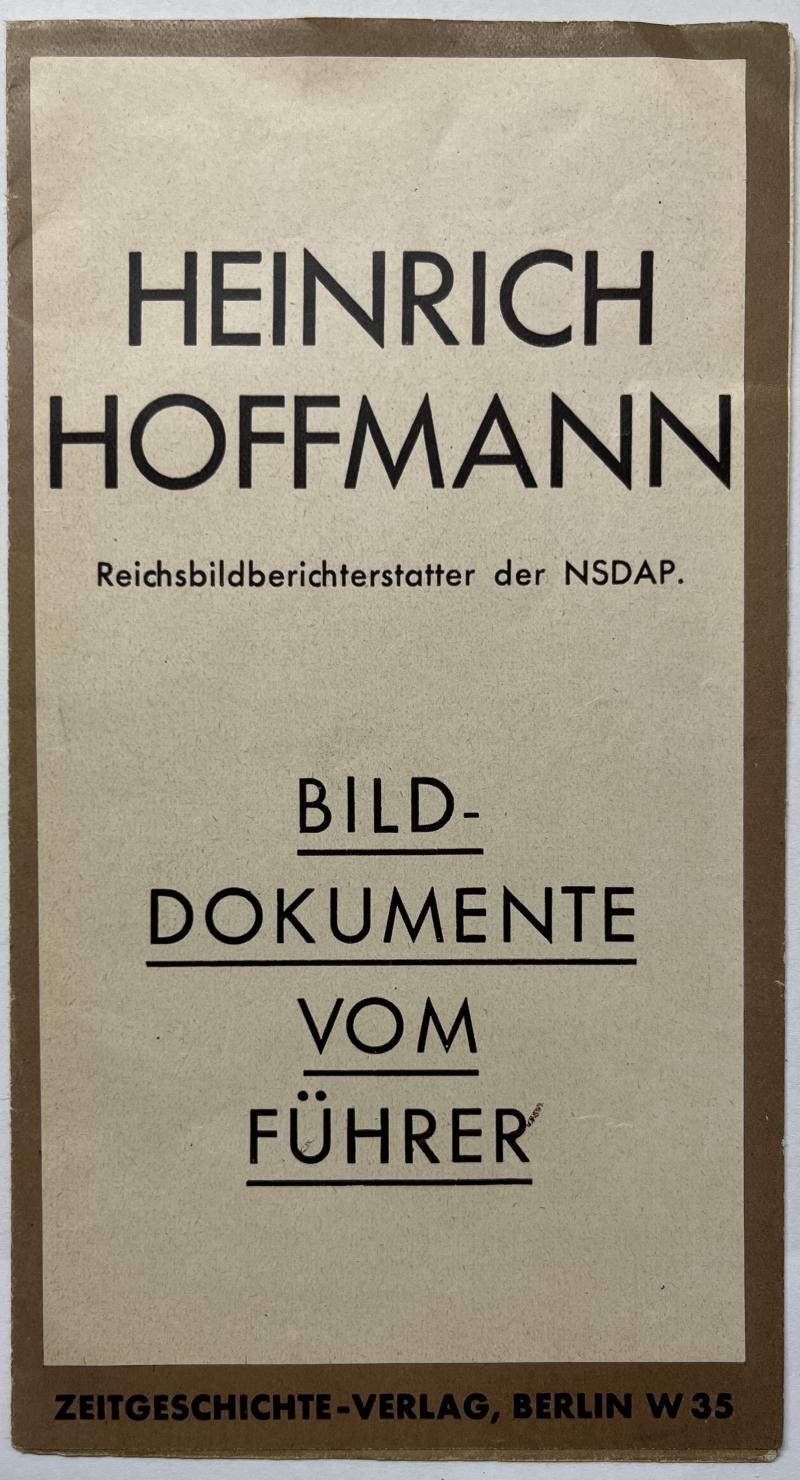 HEINRICH
HOFFMANN
Reichsbildberichterstatter der NSDAP.
BILD-
DOKUMENTE
VOM
FÜHRER
ZEITGESCHICHTE-VERLAG, BERLIN W 35